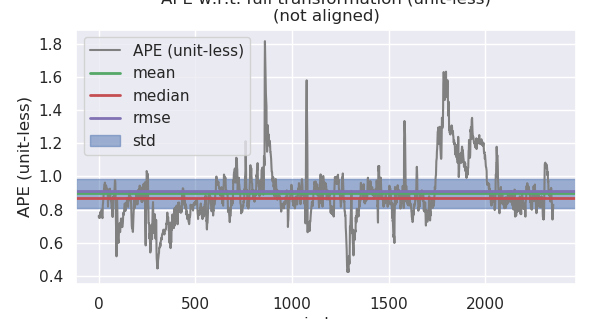 APE w.r.t. full transformation (unit-less)
(not aligned)
APE (unit-less)
1.8
1.6
1.4
1.2
1.0
0.8
0.6
0.4
APE (unit-less)
mean
median
rmse
std
0
500
1000
1500
2000